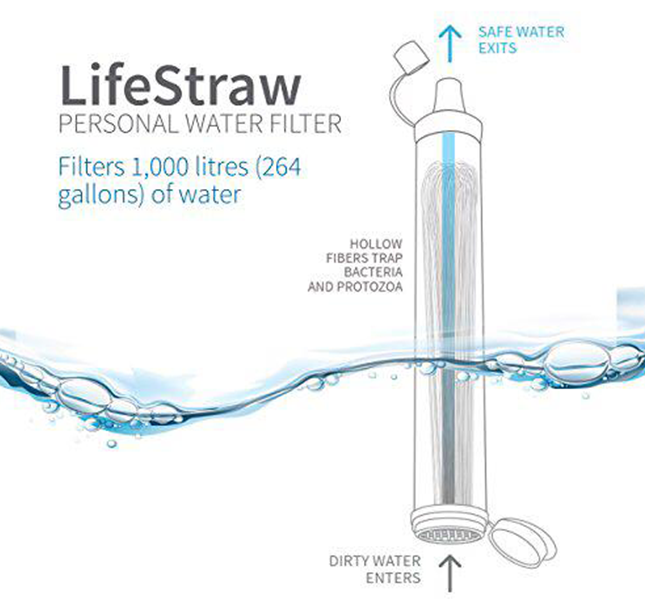 LifeStraw
PERSONAL WATER FILTER
Filters 1,000 litres (264
gallons) of water
SAFE WATER
EXITS
HOLLOW
FIBERS TRAP
BACTERIA
AND PROTOZOA
DIRTY WATER
ENTERS